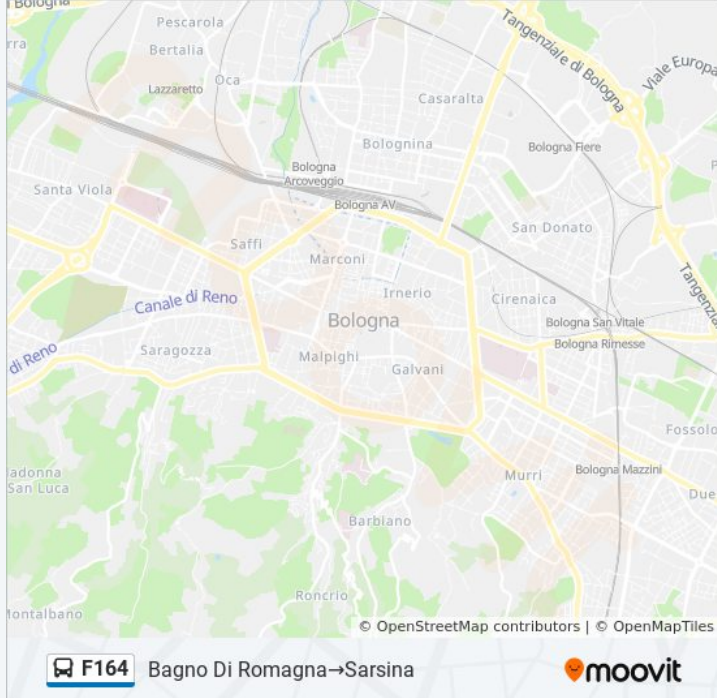 i Bologna
Pescarola
Bertalia
Lazzaretto
Oca
Tangenziale di Bologna
Viale Europa
Casaralta
Bolognina
Bologna Fiere
Bologna
Arcoveggio
Santa Viola
Bologna AV
San Donato
Saffi
Marconi
Irnerio
Cirenaica
Tangenzia
Canale di Reno
Bologna
Bologna San Vitale
Bologna Rimesse
di Reno
Saragozza
Malpighi
Galvani
Fossolo
adonna
San Luca
Murri
Bologna Mazzini
Due
Barbiano
Roncrio
Montalbano
© OpenStreetMap contributors | © OpenMapTiles
F164 Bagno Di Romagna→Sarsina
moovit